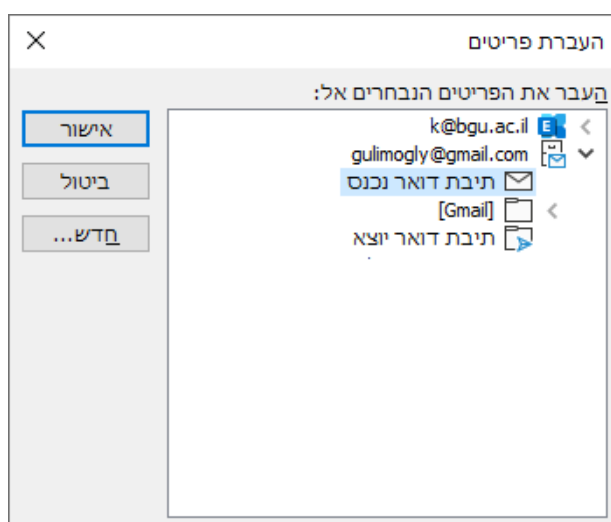 העברת פריטים
העבר את הפריטים הנבחרים אל:
k@bgu.ac.il
gulimogly@gmail.com
תיבת דואר נכנס
[Gmail]
תיבת דואר יוצא
אישור
ביטול
חדש...